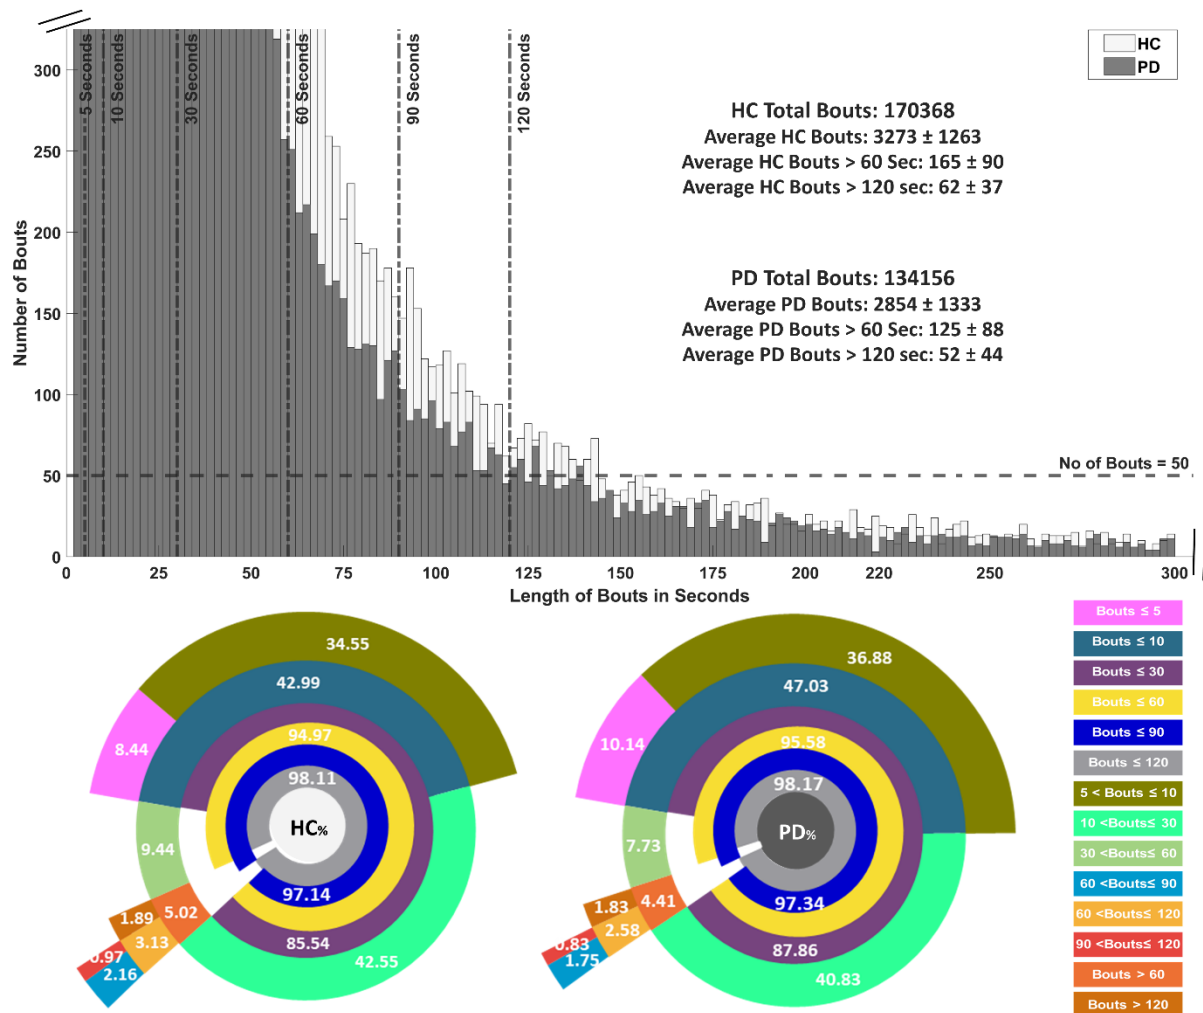 HC
PD
300
250
200
150
100
50
0
Number of Bouts
5 Seconds
10 Seconds
30 Seconds
60 Seconds
90 Seconds
120 Seconds
HC Total Bouts: 170368
Average HC Bouts: 3273 ± 1263
Average HC Bouts > 60 Sec: 165 ± 90
Average HC Bouts > 120 sec: 62 ± 37
PD Total Bouts: 134156
Average PD Bouts: 2854 ± 1333
Average PD Bouts > 60 Sec: 125 ± 88
Average PD Bouts > 120 sec: 52 ± 44
No of Bouts = 50
0 25 50 75 100 125 150 175 200 220 250 300
Length of Bouts in Seconds
34.55
42.99
8.44
94.97
98.11
HC%
9.44
97.14
85.54
42.55
5.02
1.89
3.13
0.97
2.16
36.88
47.03
10.14
95.58
98.17
PD%
7.73
97.34
87.86
40.83
4.41
1.83
2.58
0.83
1.75
Bouts ≤ 5
Bouts ≤ 10
Bouts ≤ 30
Bouts ≤ 60
Bouts ≤ 90
Bouts ≤ 120
5 < Bouts ≤ 10
10 <Bouts≤ 30
30 <Bouts≤ 60
60 <Bouts≤ 90
60 <Bouts≤ 120
90 <Bouts≤ 120
Bouts > 60
Bouts > 120